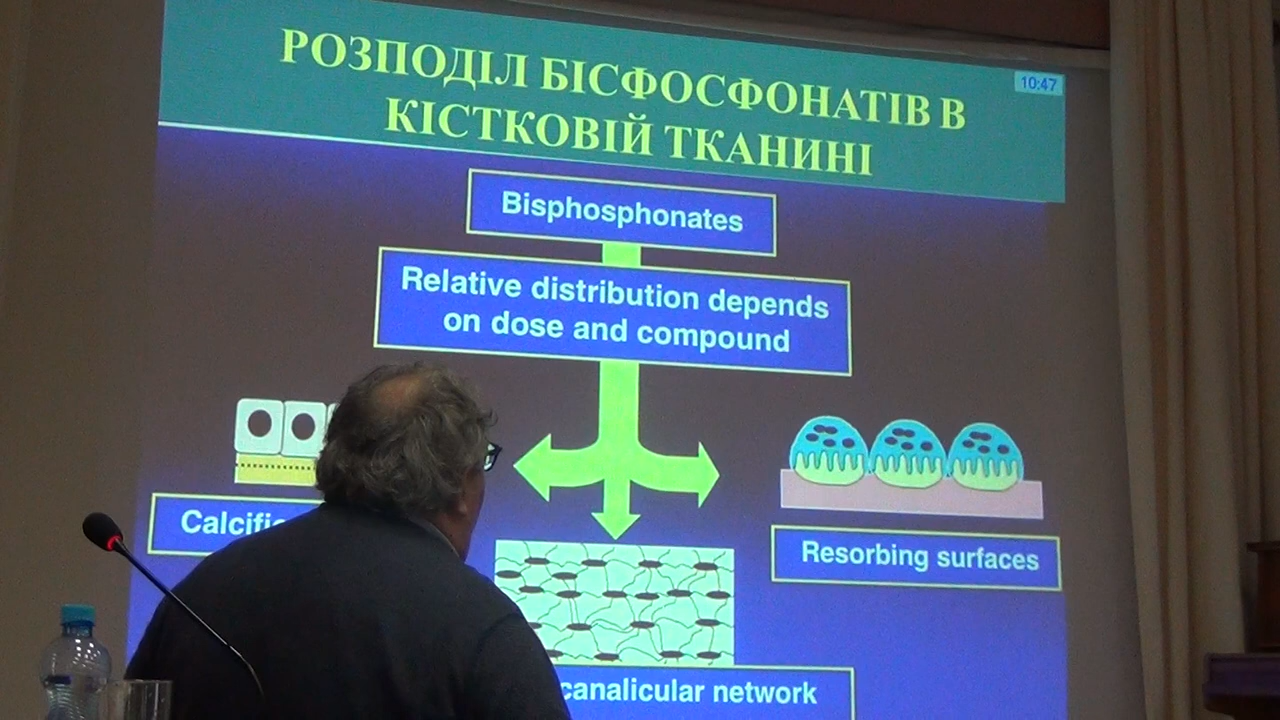 РОЗПОДІЛ БІСФОСФОНАТІВ В
КІСТКОВІЙ ТКАНИНІ
10:47
Bisphosphonates
Relative distribution depends
on dose and compound
Resorbing surfaces
canalicular network